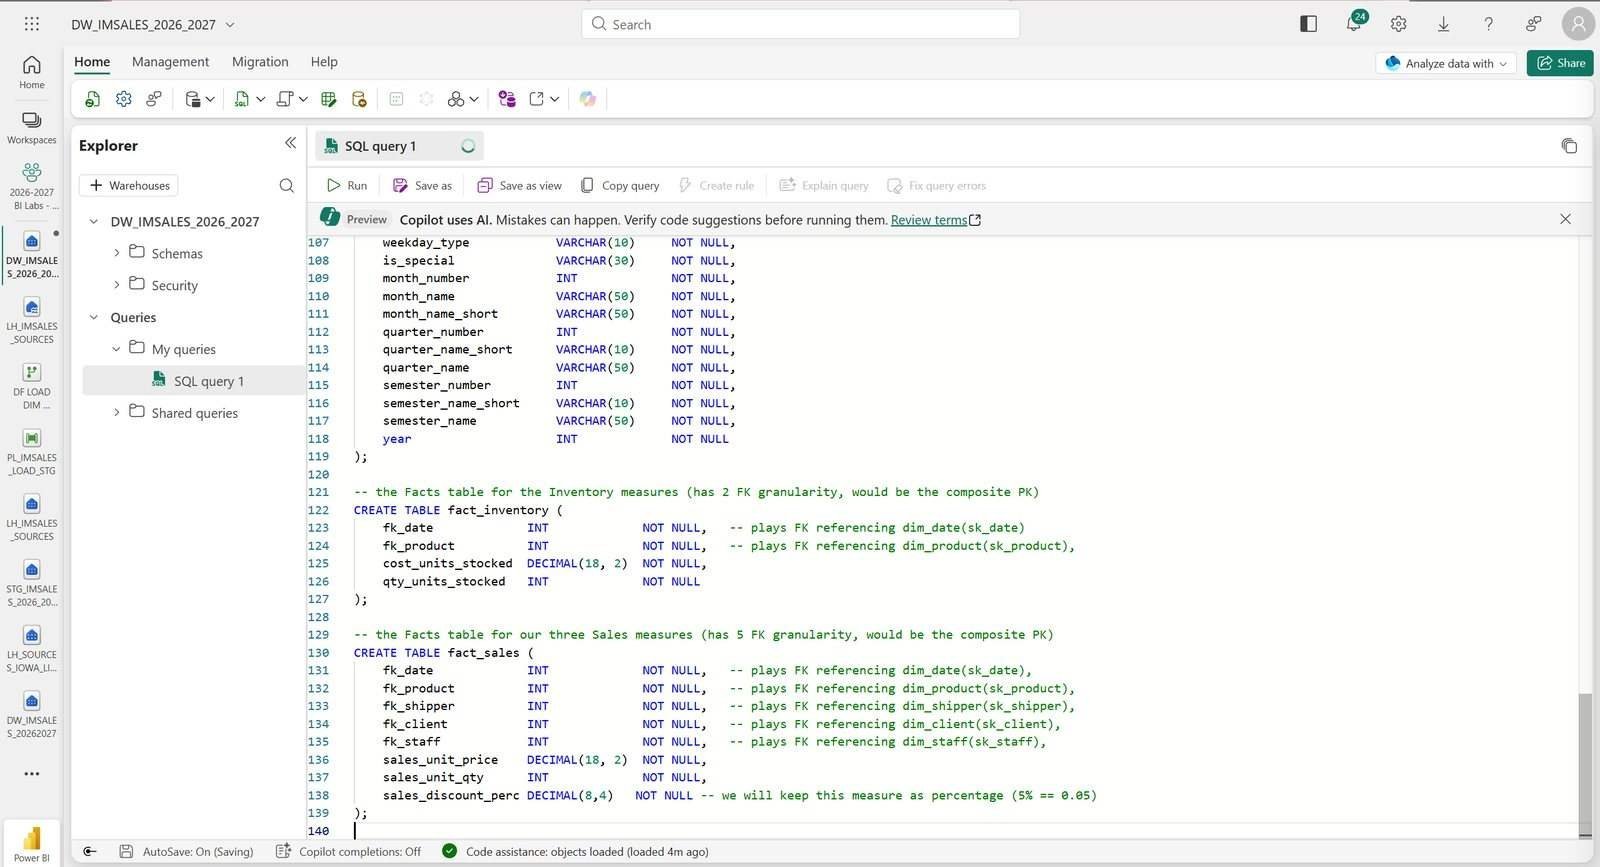 DW_IMSALES_2026_2027
Search
24
Home
Management
Migration
Help
Analyze data with
Share
Home
Workspaces
2026-2027
BI Labs - ...
DW_IMSALE
S_2026_20...
LH_IMSALES
_SOURCES
DF LOAD
DIM ...
PL_IMSALES
_LOAD_STG
LH_IMSALES
_SOURCES
STG_IMSALE
S_2026_20...
LH_SOURCE
S_IOWA_LI...
DW_IMSALE
S_20262027
...
Power BI
Explorer
+ Warehouses
DW_IMSALES_2026_2027
Schemas
Security
Queries
My queries
SQL query 1
Shared queries
SQL query 1
Run
Save as
Save as view
Copy query
Create rule
Explain query
Fix query errors
Preview
Copilot uses AI. Mistakes can happen. Verify code suggestions before running them. Review terms
107 weekday_type VARCHAR(10) NOT NULL,
108 is_special VARCHAR(30) NOT NULL,
109 month_number INT NOT NULL,
110 month_name VARCHAR(50) NOT NULL,
111 month_name_short VARCHAR(50) NOT NULL,
112 quarter_number INT NOT NULL,
113 quarter_name_short VARCHAR(10) NOT NULL,
114 quarter_name VARCHAR(50) NOT NULL,
115 semester_number INT NOT NULL,
116 semester_name_short VARCHAR(10) NOT NULL,
117 semester_name VARCHAR(50) NOT NULL,
118 year INT NOT NULL
119 );
120
121 -- the Facts table for the Inventory measures (has 2 FK granularity, would be the composite PK)
122 CREATE TABLE fact_inventory (
123 fk_date INT NOT NULL, -- plays FK referencing dim_date(sk_date)
124 fk_product INT NOT NULL, -- plays FK referencing dim_product(sk_product),
125 cost_units_stocked DECIMAL(18, 2) NOT NULL,
126 qty_units_stocked INT NOT NULL
127 );
128
129 -- the Facts table for our three Sales measures (has 5 FK granularity, would be the composite PK)
130 CREATE TABLE fact_sales (
131 fk_date INT NOT NULL, -- plays FK referencing dim_date(sk_date),
132 fk_product INT NOT NULL, -- plays FK referencing dim_product(sk_product),
133 fk_shipper INT NOT NULL, -- plays FK referencing dim_shipper(sk_shipper),
134 fk_client INT NOT NULL, -- plays FK referencing dim_client(sk_client),
135 fk_staff INT NOT NULL, -- plays FK referencing dim_staff(sk_staff),
136 sales_unit_price DECIMAL(18, 2) NOT NULL,
137 sales_unit_qty INT NOT NULL,
138 sales_discount_perc DECIMAL(8,4) NOT NULL -- we will keep this measure as percentage (5% == 0.05)
139 );
140
AutoSave: On (Saving)
Copilot completions: Off
Code assistance: objects loaded (loaded 4m ago)